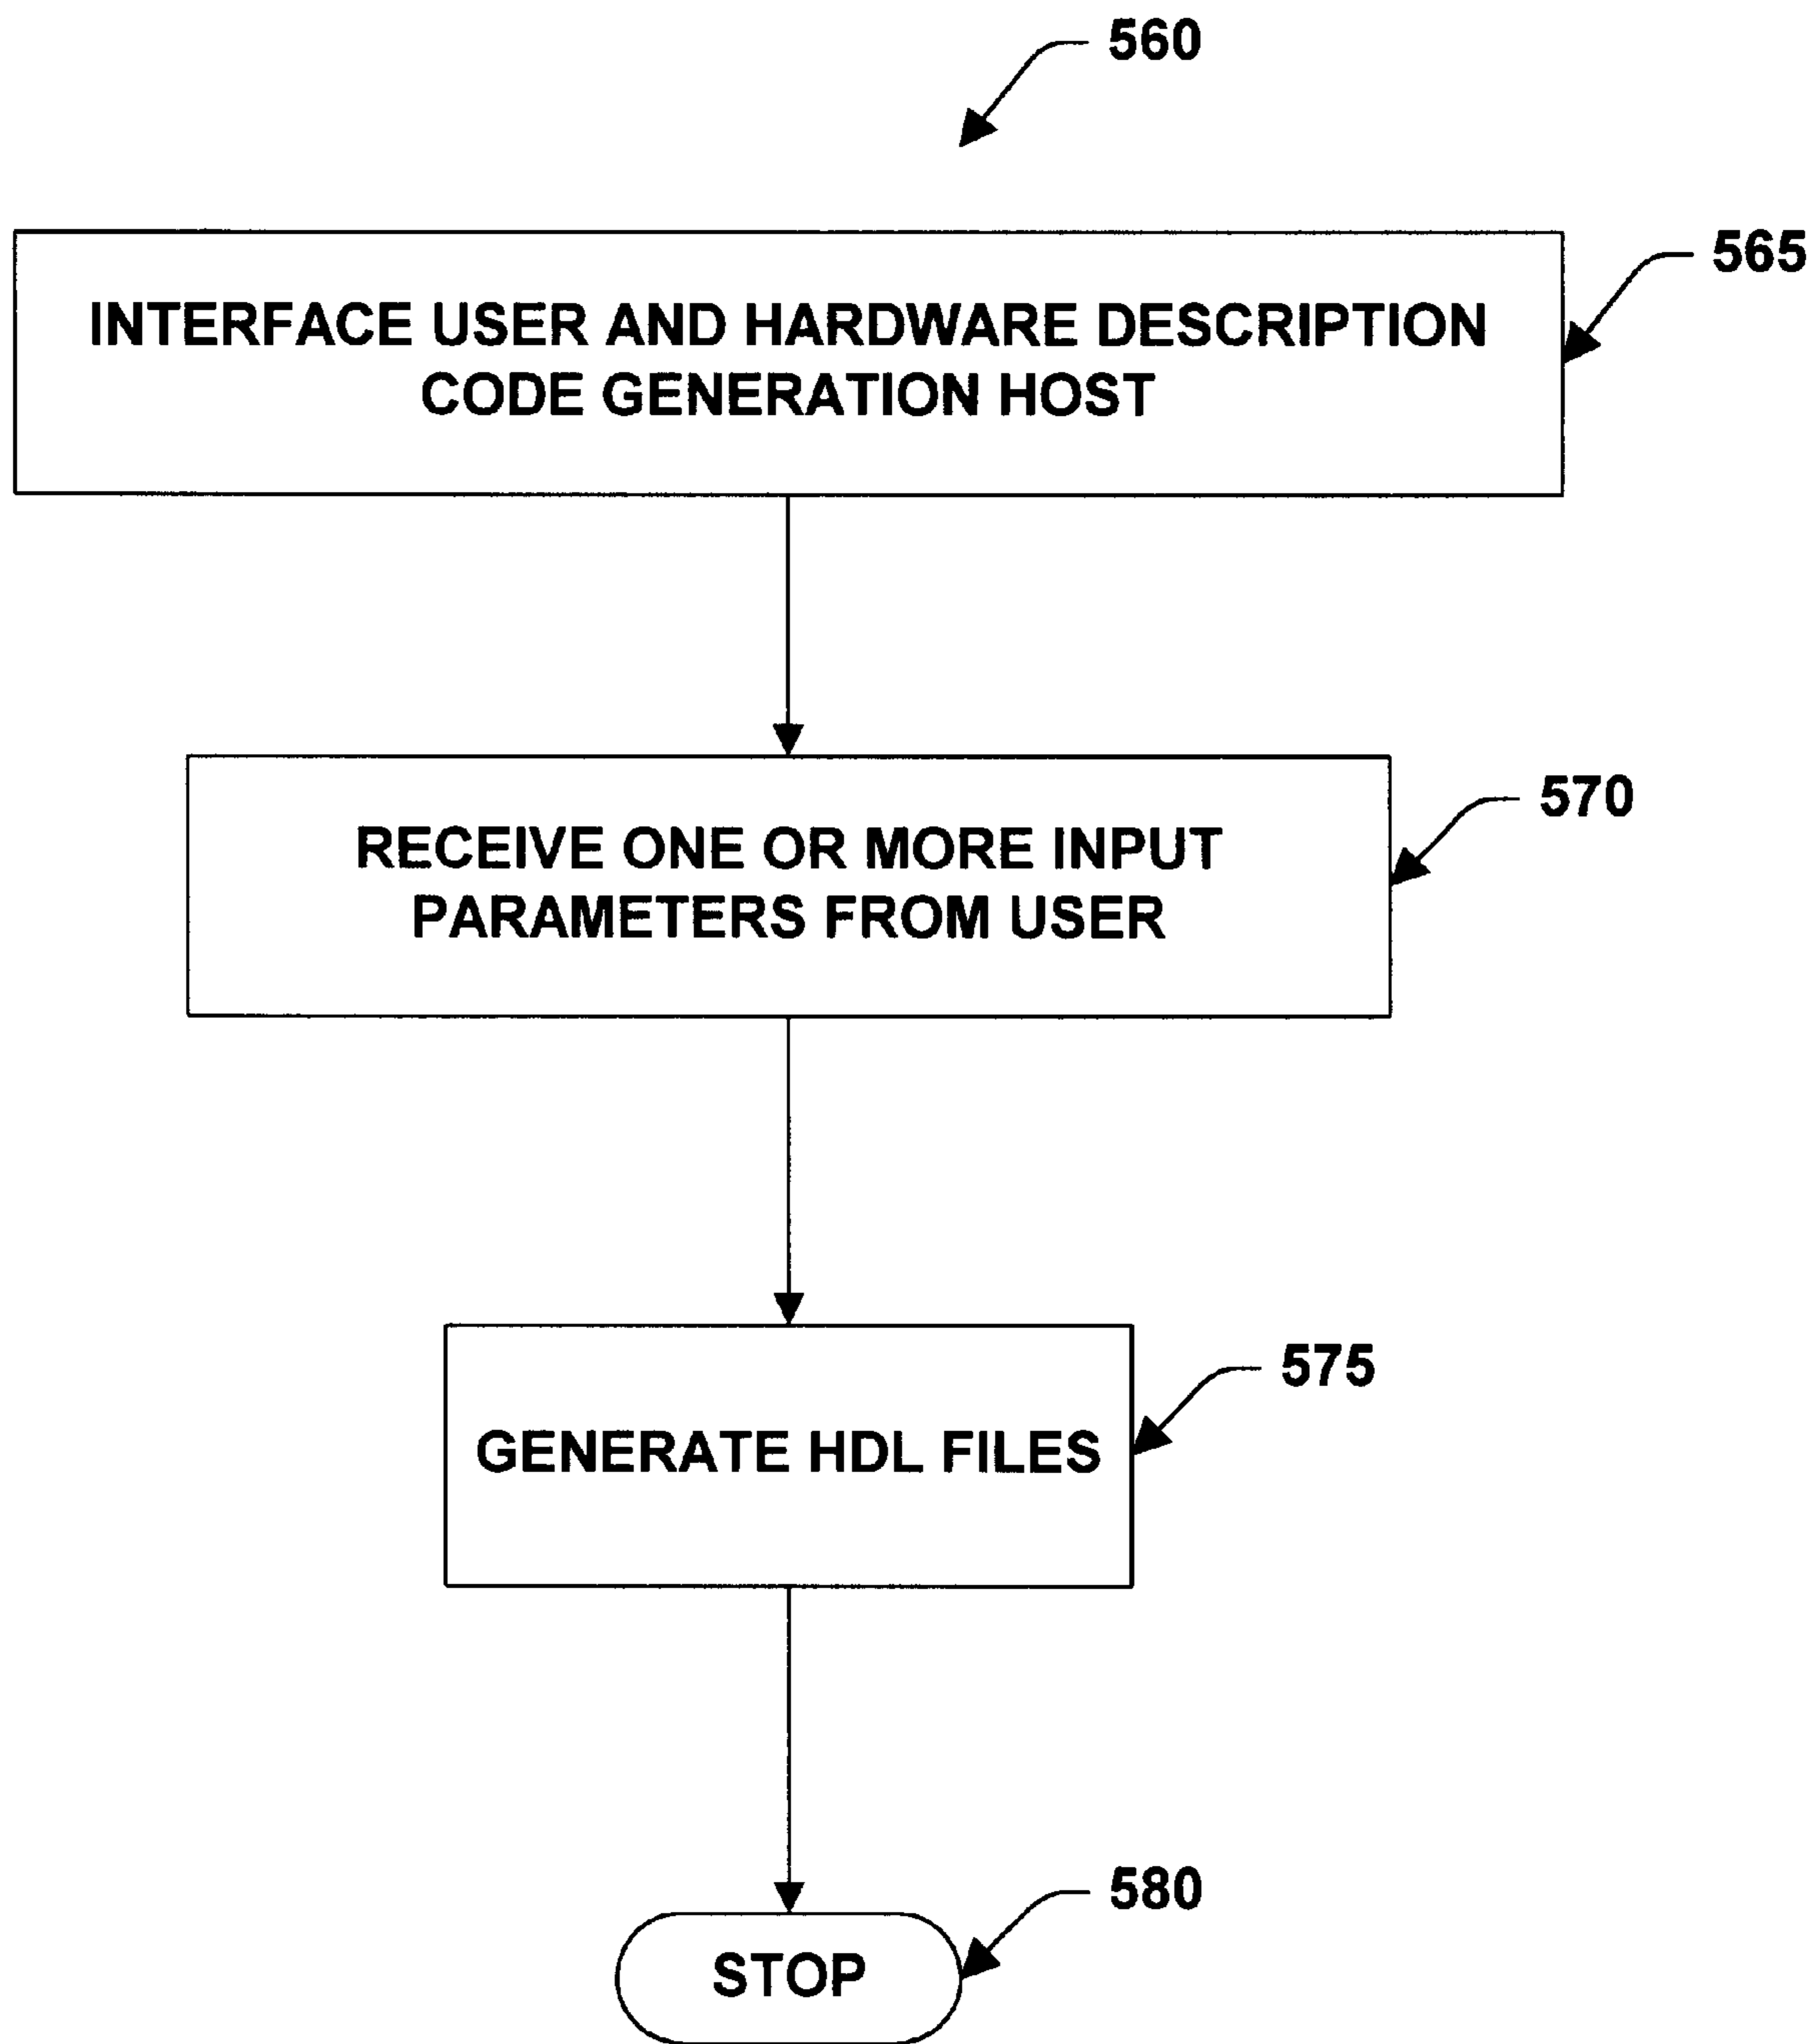 560
565
INTERFACE USER AND HARDWARE DESCRIPTION
CODE GENERATION HOST
570
RECEIVE ONE OR MORE INPUT
PARAMETERS FROM USER
575
GENERATE HDL FILES
580
STOP